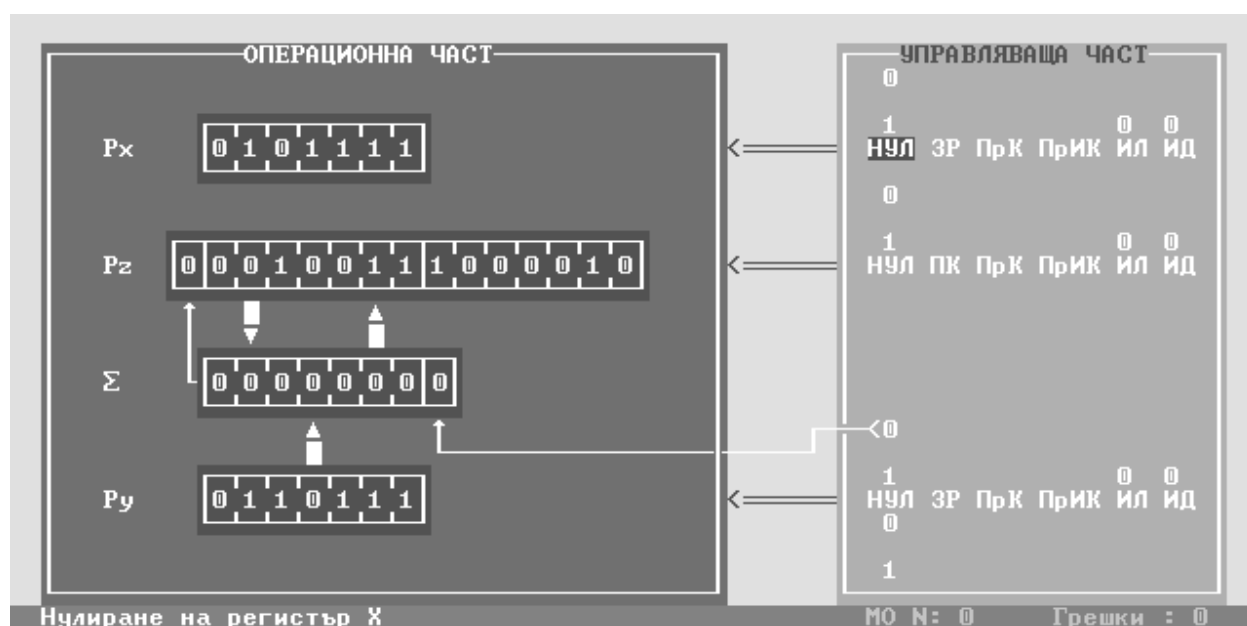 ОПЕРАЦИОННА ЧАСТ
УПРАВЛЯВАЩА ЧАСТ
0
1 0 0
Рx 0 1 0 1 1 1 1 НУЛ ЗР ПрК ПрИК ИЛ ИД
0
1 0 0
Рz 0 0 0 1 0 0 1 1 1 0 0 0 0 1 0 НУЛ ПК ПрК ПрИК ИЛ ИД
Σ 0 0 0 0 0 0 0 0
0
1 0 0
Рy 0 1 1 0 1 1 1 НУЛ ЗР ПрК ПрИК ИЛ ИД
0
1
Нулиране на регистър X МО N: 0 Грешки : 0